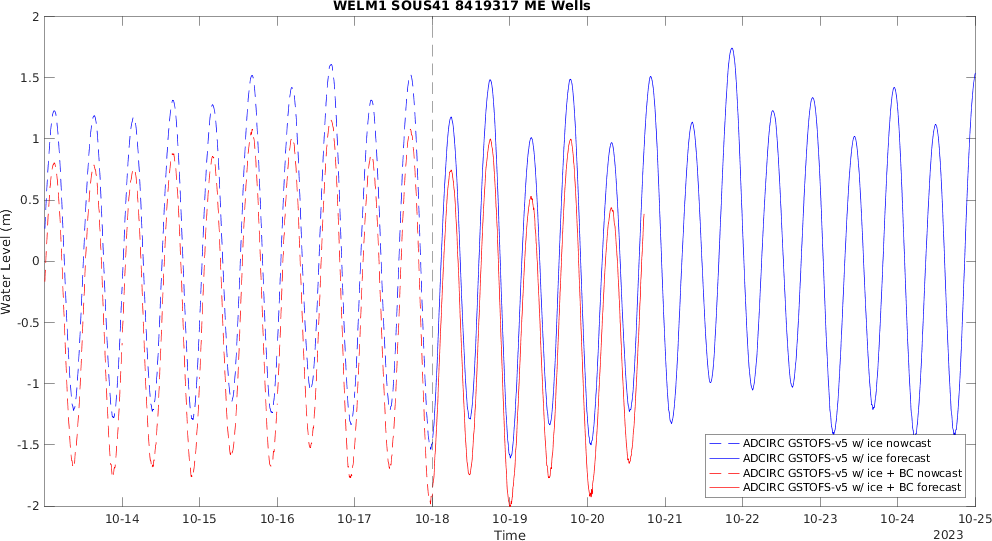 WELM1 SOUS41 8419317 ME Wells
Water Level (m)
2
1.5
1
0.5
0
-0.5
-1
-1.5
-2
10-14 10-15 10-16 10-17 10-18 10-19 10-20 10-21 10-22 10-23 10-24 10-25
Time
2023
ADCIRC GSTOFS-v5 w/ ice nowcast
ADCIRC GSTOFS-v5 w/ ice forecast
ADCIRC GSTOFS-v5 w/ ice + BC nowcast
ADCIRC GSTOFS-v5 w/ ice + BC forecast